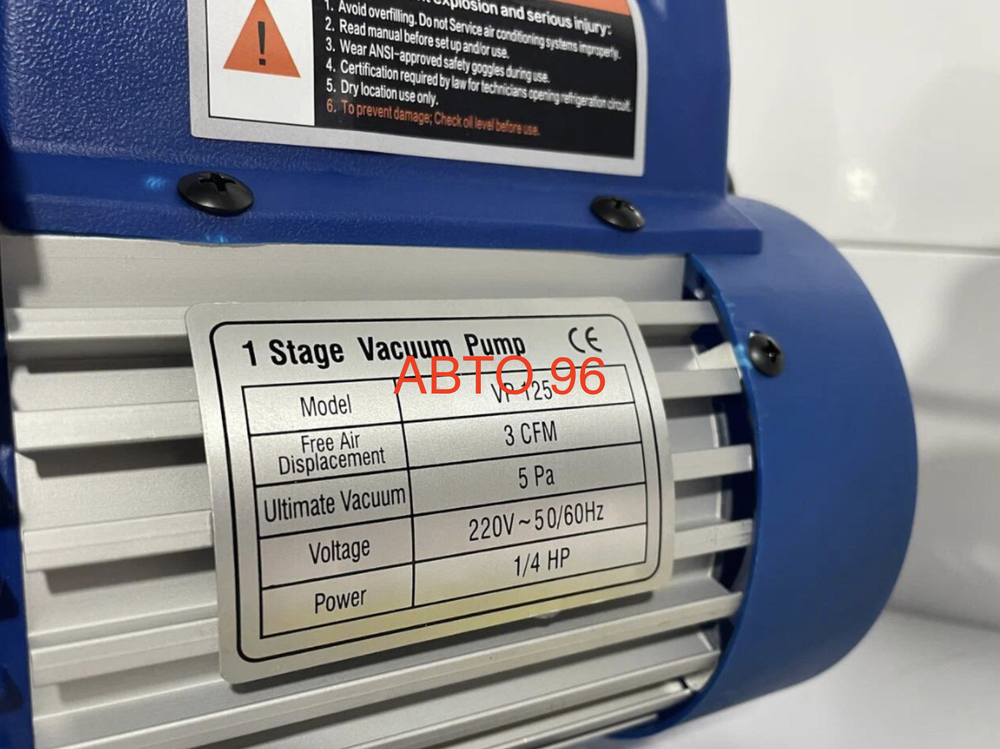 explosion and serious injury:
1. Avoid overfilling. Do not Service air conditioning systems improperly.
2. Read manual before set up and/or use.
3. Wear ANSI-approved safety goggles during use.
4. Certification required by law for technicians opening refrigeration circuit.
5. Dry location use only.
6. To prevent damage; Check oil level before use.
1 Stage Vacuum Pump CE
АВТО 96
Model VP 125
Free Air Displacement 3 CFM
Ultimate Vacuum 5 Pa
Voltage 220V~50/60Hz
Power 1/4 HP